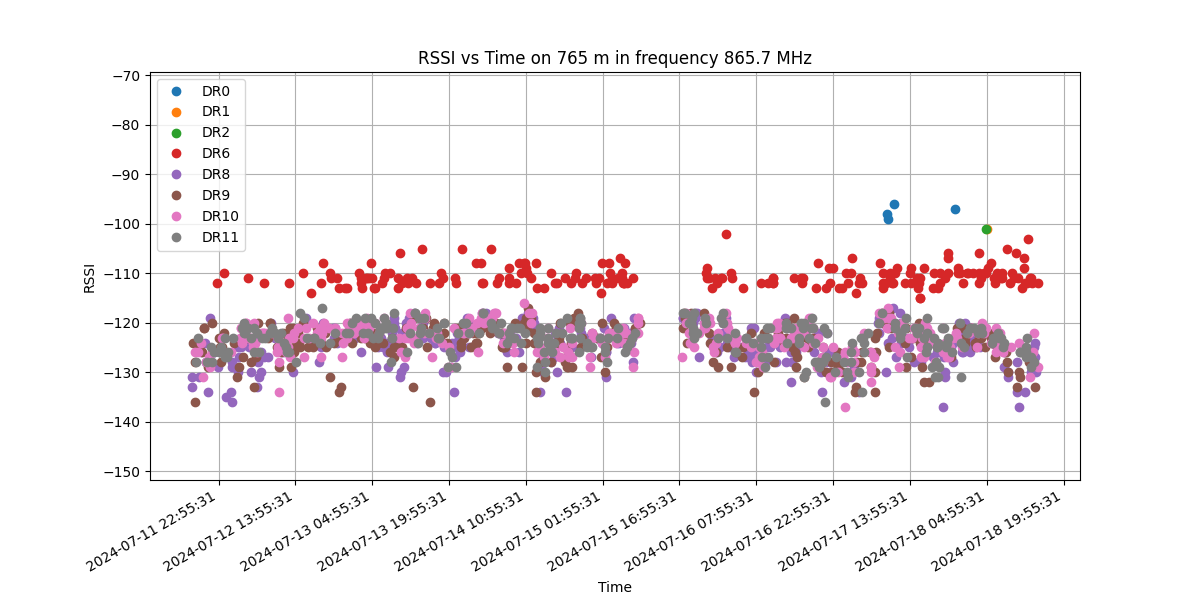 RSSI vs Time on 765 m in frequency 865.7 MHz
DR0
DR1
DR2
DR6
DR8
DR9
DR10
DR11
RSSI
−70
−80
−90
−100
−110
−120
−130
−140
−150
2024-07-11 22:55:31
2024-07-12 13:55:31
2024-07-13 04:55:31
2024-07-13 19:55:31
2024-07-14 10:55:31
2024-07-15 01:55:31
2024-07-15 16:55:31
2024-07-16 07:55:31
2024-07-16 22:55:31
2024-07-17 13:55:31
2024-07-18 04:55:31
2024-07-18 19:55:31
Time